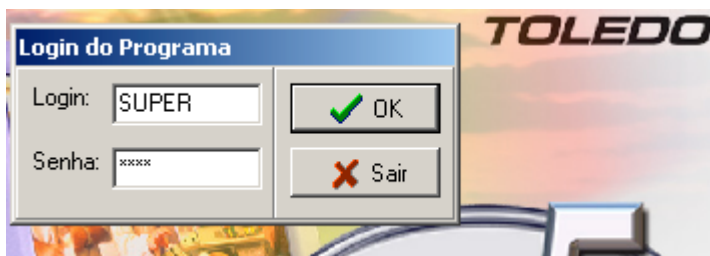 TOLEDO
Login do Programa
Login: SUPER
OK
Senha: ****
Sair